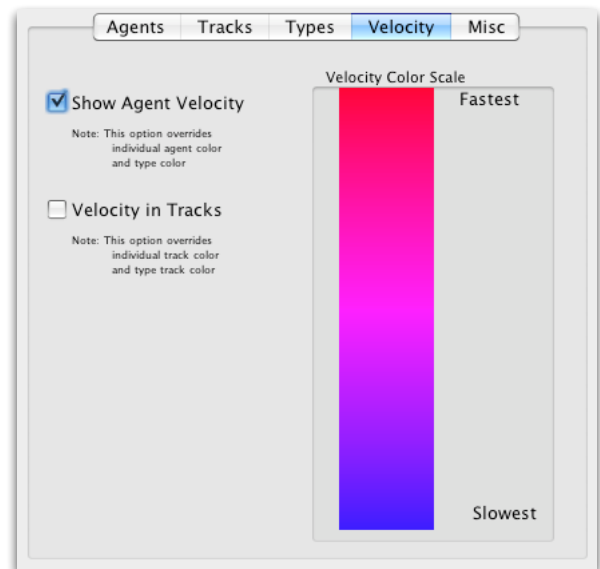 Agents Tracks Types Velocity Misc
Show Agent Velocity
Note: This option overrides
individual agent color
and type color
Velocity in Tracks
Note: This option overrides
individual track color
and type track color
Velocity Color Scale
Fastest
Slowest